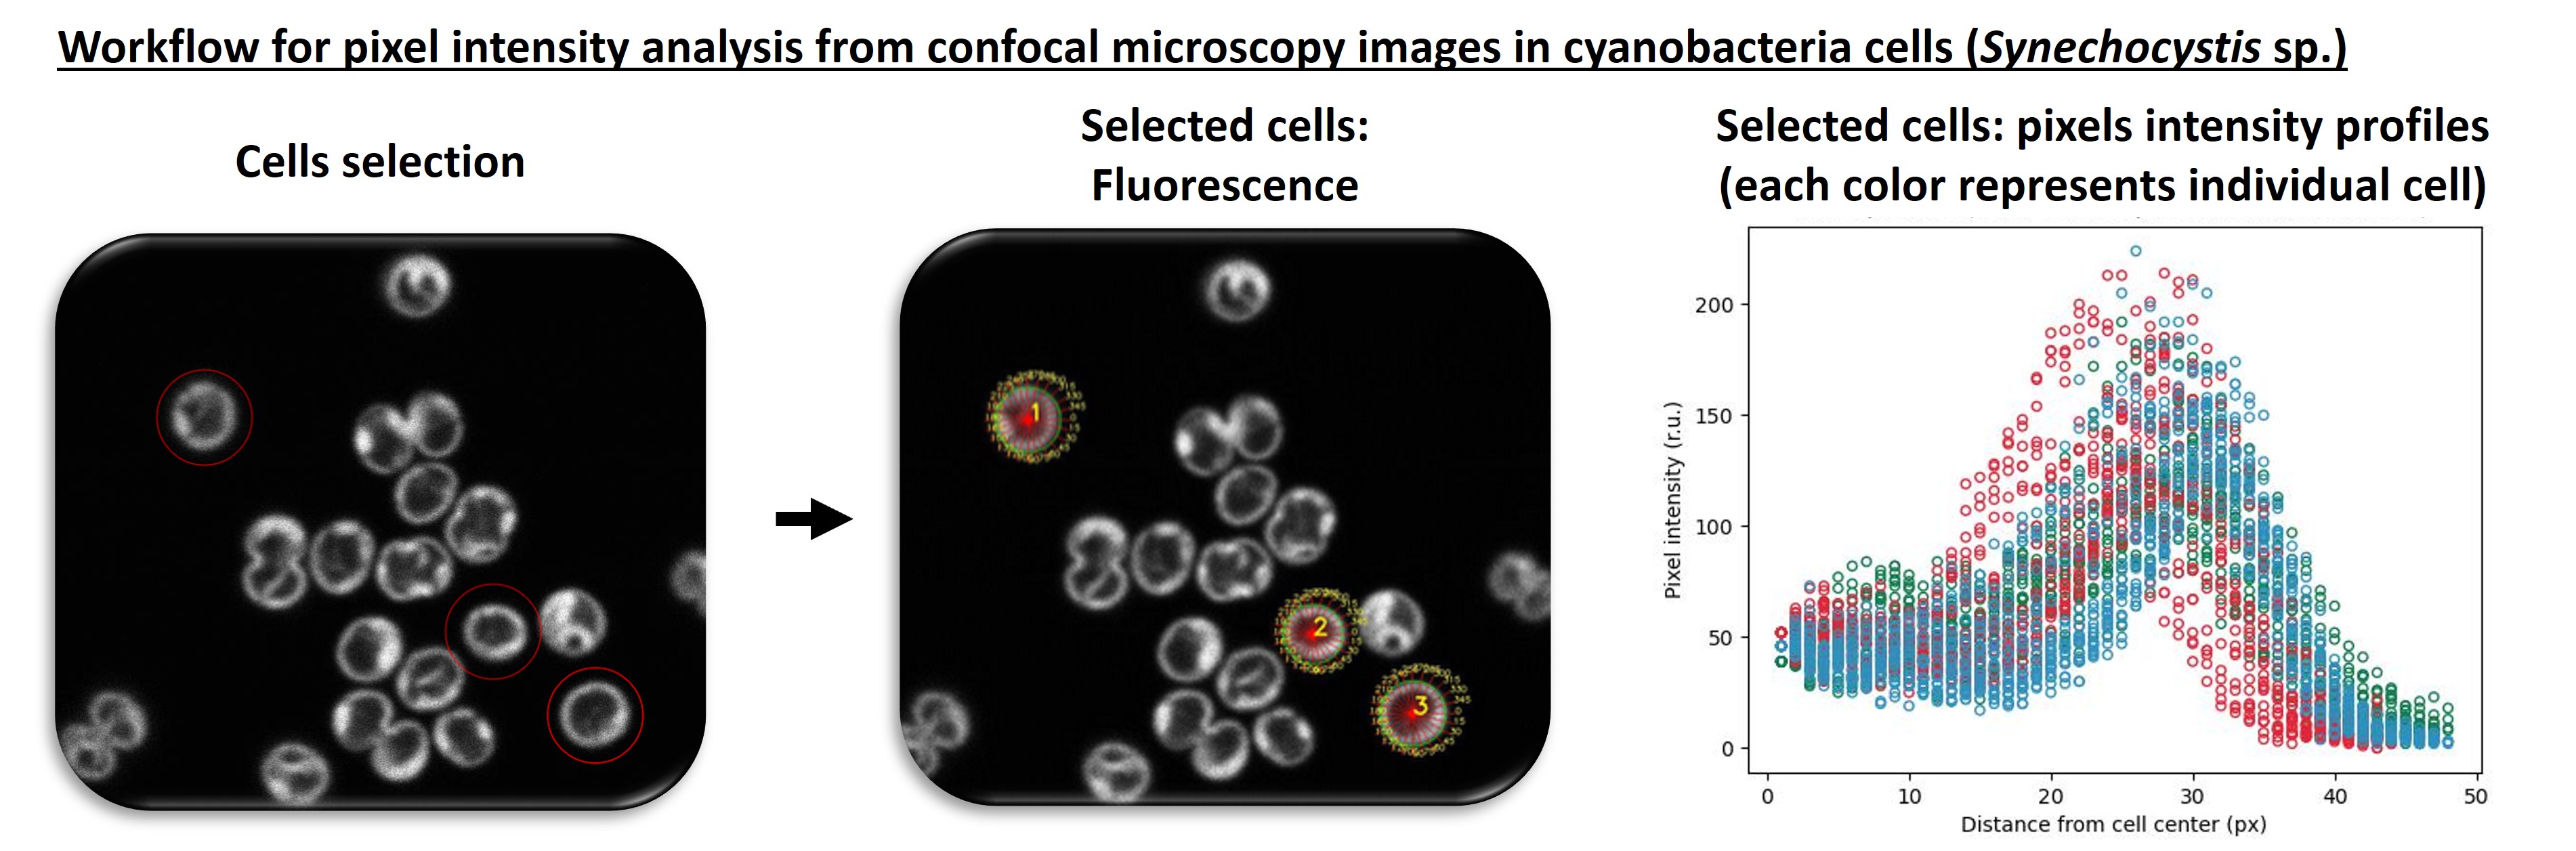 Workflow for pixel intensity analysis from confocal microscopy images in cyanobacteria cells (Synechocystis sp.)
Cells selection
Selected cells:
Fluorescence
Selected cells: pixels intensity profiles
(each color represents individual cell)
1
2
3
Pixel intensity (r.u.)
200
150
100
50
0
0 10 20 30 40 50
Distance from cell center (px)